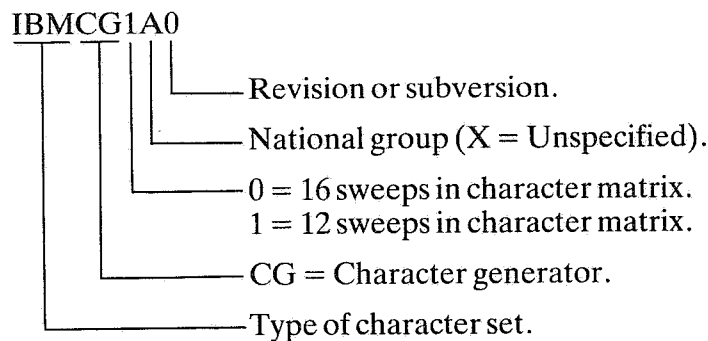 IBMCG1A0
Revision or subversion.
National group (X = Unspecified).
0 = 16 sweeps in character matrix.
1 = 12 sweeps in character matrix.
CG = Character generator.
Type of character set.